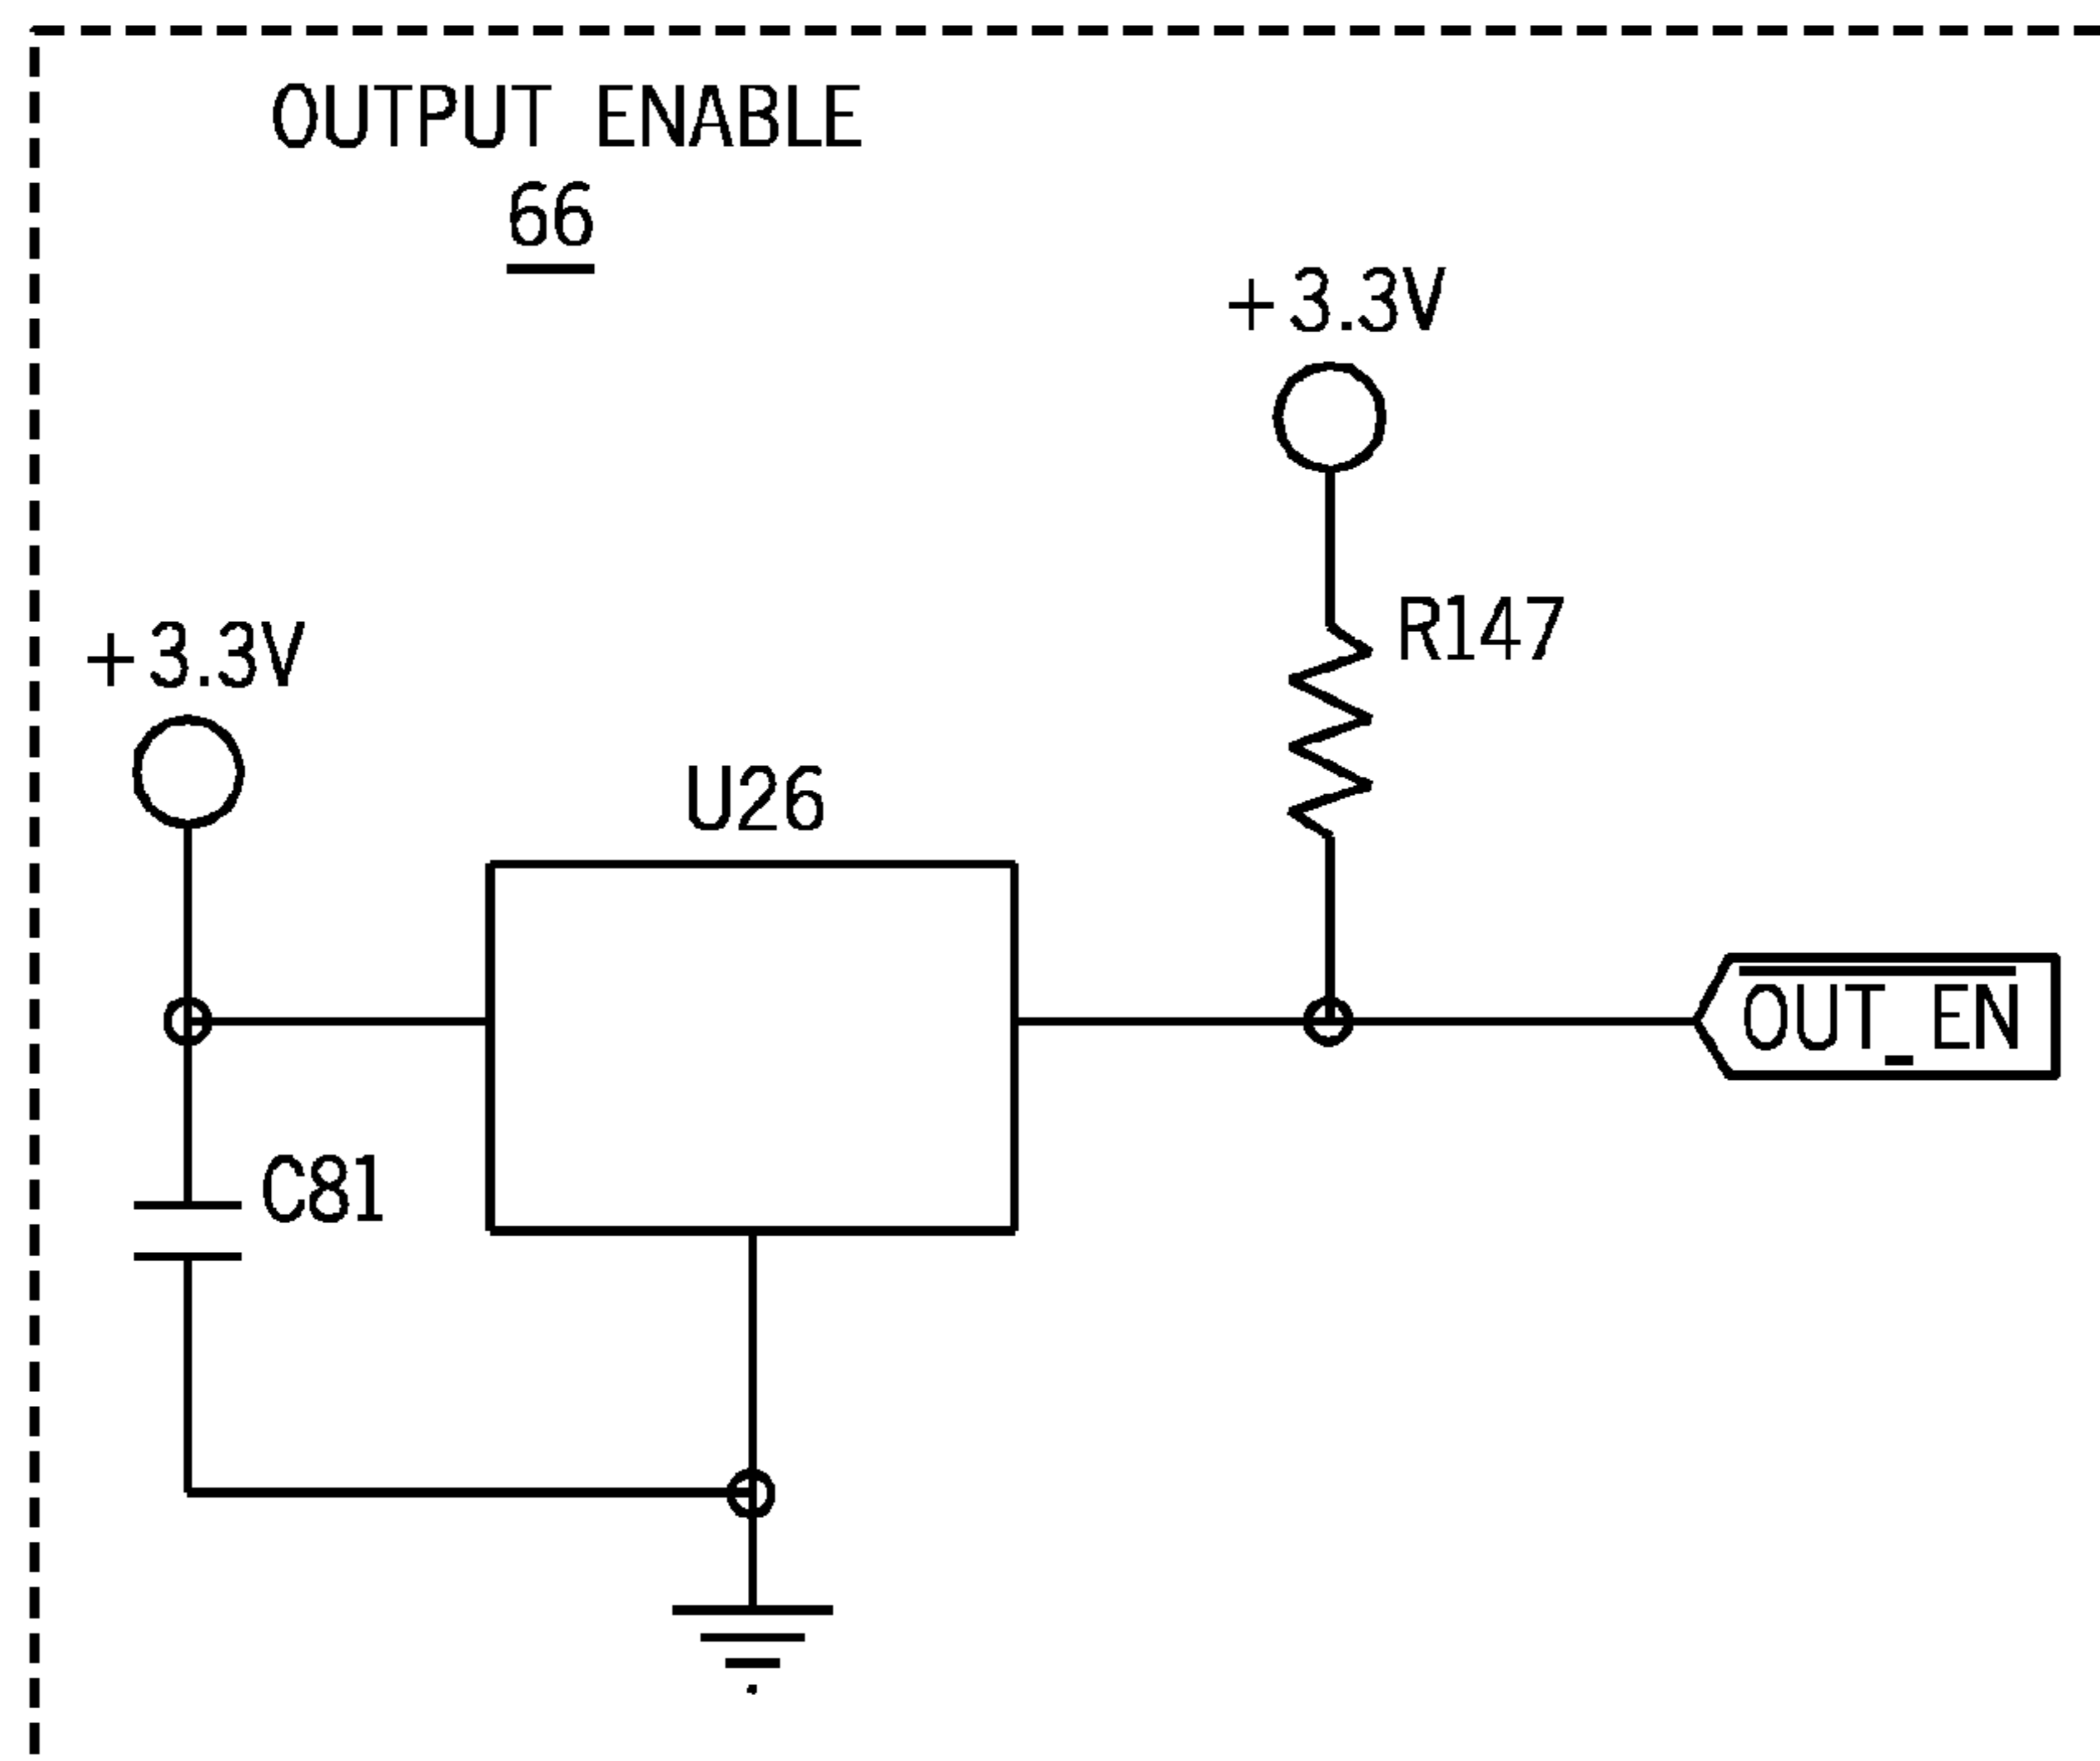 OUTPUT ENABLE
66
+3.3V
R147
+3.3V
U26
OUT_EN
C81